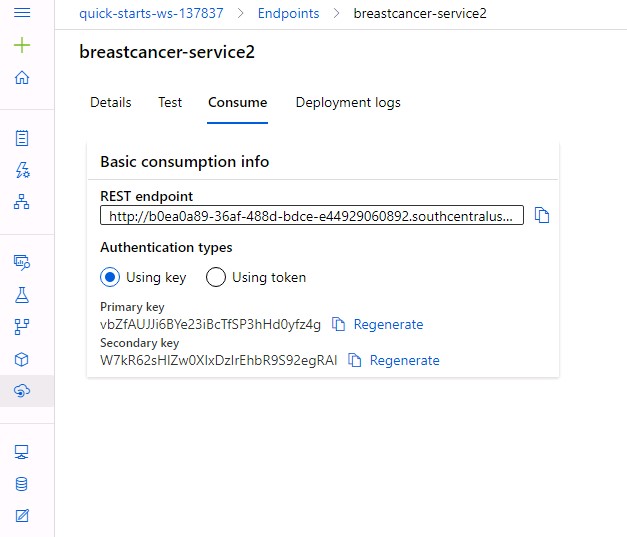 quick-starts-ws-137837 > Endpoints > breastcancer-service2
breastcancer-service2
Details Test Consume Deployment logs
Basic consumption info
REST endpoint
http://b0ea0a89-36af-488d-bdce-e44929060892.southcentralus...
Authentication types
Using key Using token
Primary key
vbZfAUJJi6BYe23iBcTfSP3hHd0yfz4g Regenerate
Secondary key
W7kR62sHIZw0XIxDzIrEhbR9S92egRAI Regenerate